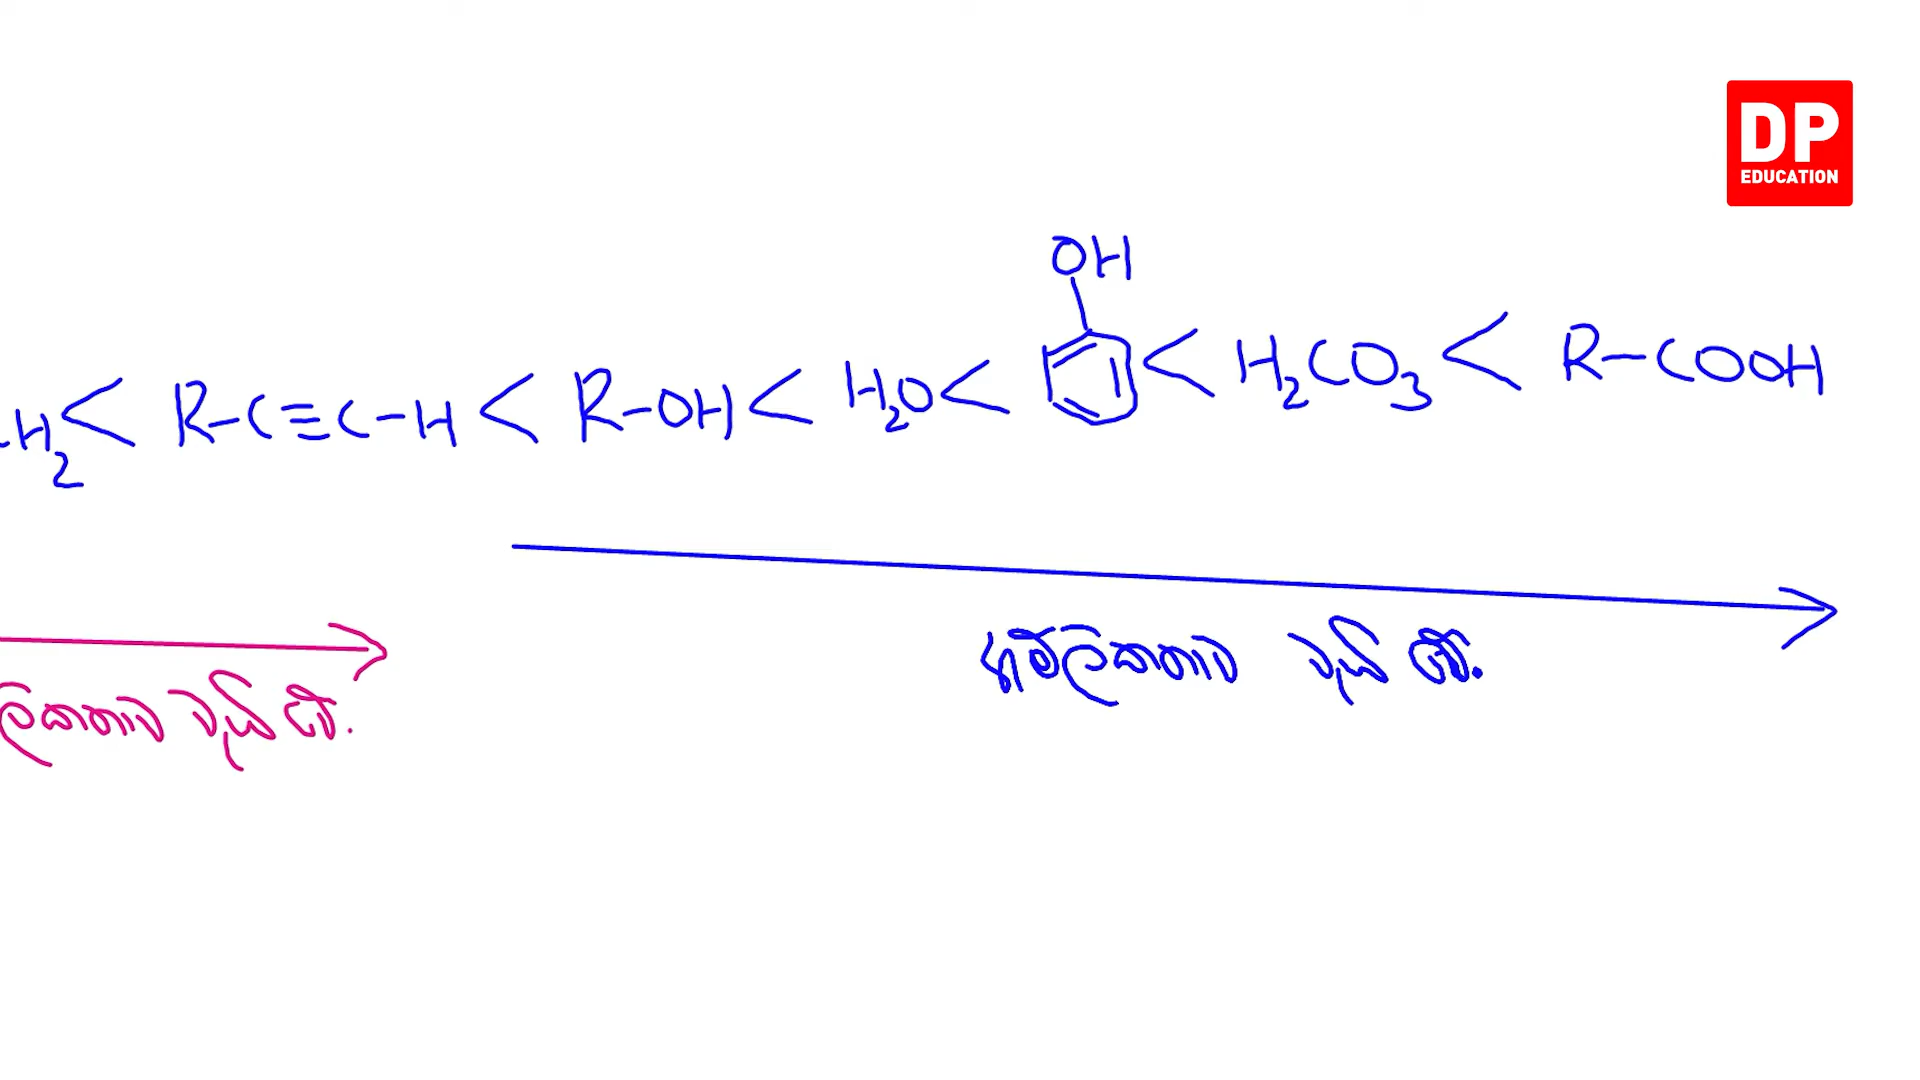 DP
EDUCATION
H₂ < R-C≡C-H < R-OH < H₂O < OH < H₂CO₃ < R-COOH
ආම්ලිකතාව වැඩි වේ.
ලිකතාව වැඩි වේ.